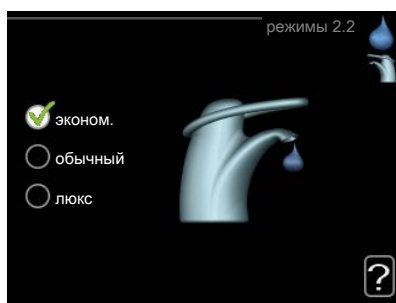 режимы 2.2
эконом.
обычный
люкс
?